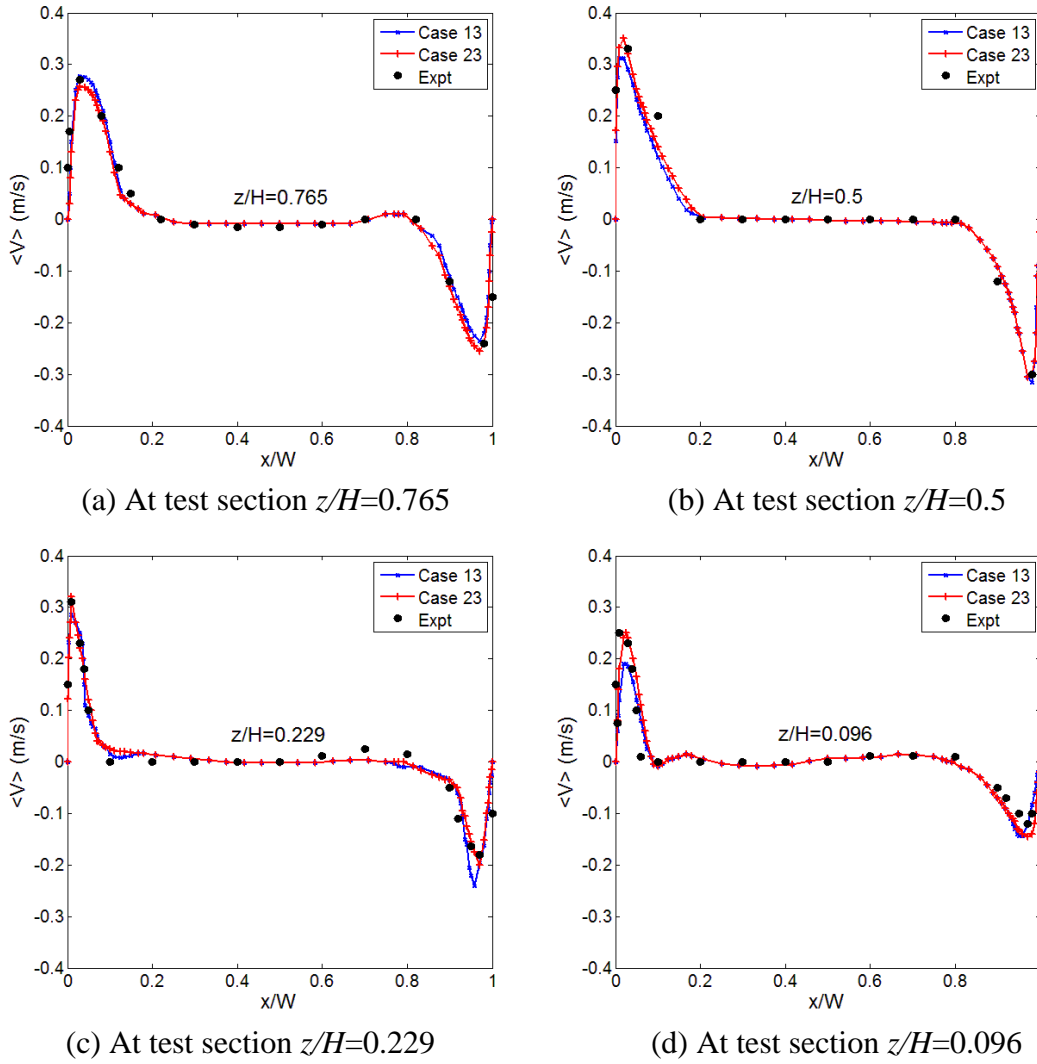 0.4
0.3
0.2
0.1
0
-0.1
-0.2
-0.3
-0.4
<V> (m/s)
Case 13
Case 23
Expt
z/H=0.765
0 0.2 0.4 0.6 0.8 1
x/W
(a) At test section z/H=0.765
0.4
0.3
0.2
0.1
0
-0.1
-0.2
-0.3
-0.4
<V> (m/s)
Case 13
Case 23
Expt
z/H=0.5
0 0.2 0.4 0.6 0.8
x/W
(b) At test section z/H=0.5
0.4
0.3
0.2
0.1
0
-0.1
-0.2
-0.3
-0.4
<V> (m/s)
Case 13
Case 23
Expt
z/H=0.229
0 0.2 0.4 0.6 0.8 1
x/W
(c) At test section z/H=0.229
0.4
0.3
0.2
0.1
0
-0.1
-0.2
-0.3
-0.4
<V> (m/s)
Case 13
Case 23
Expt
z/H=0.096
0 0.2 0.4 0.6 0.8
x/W
(d) At test section z/H=0.096